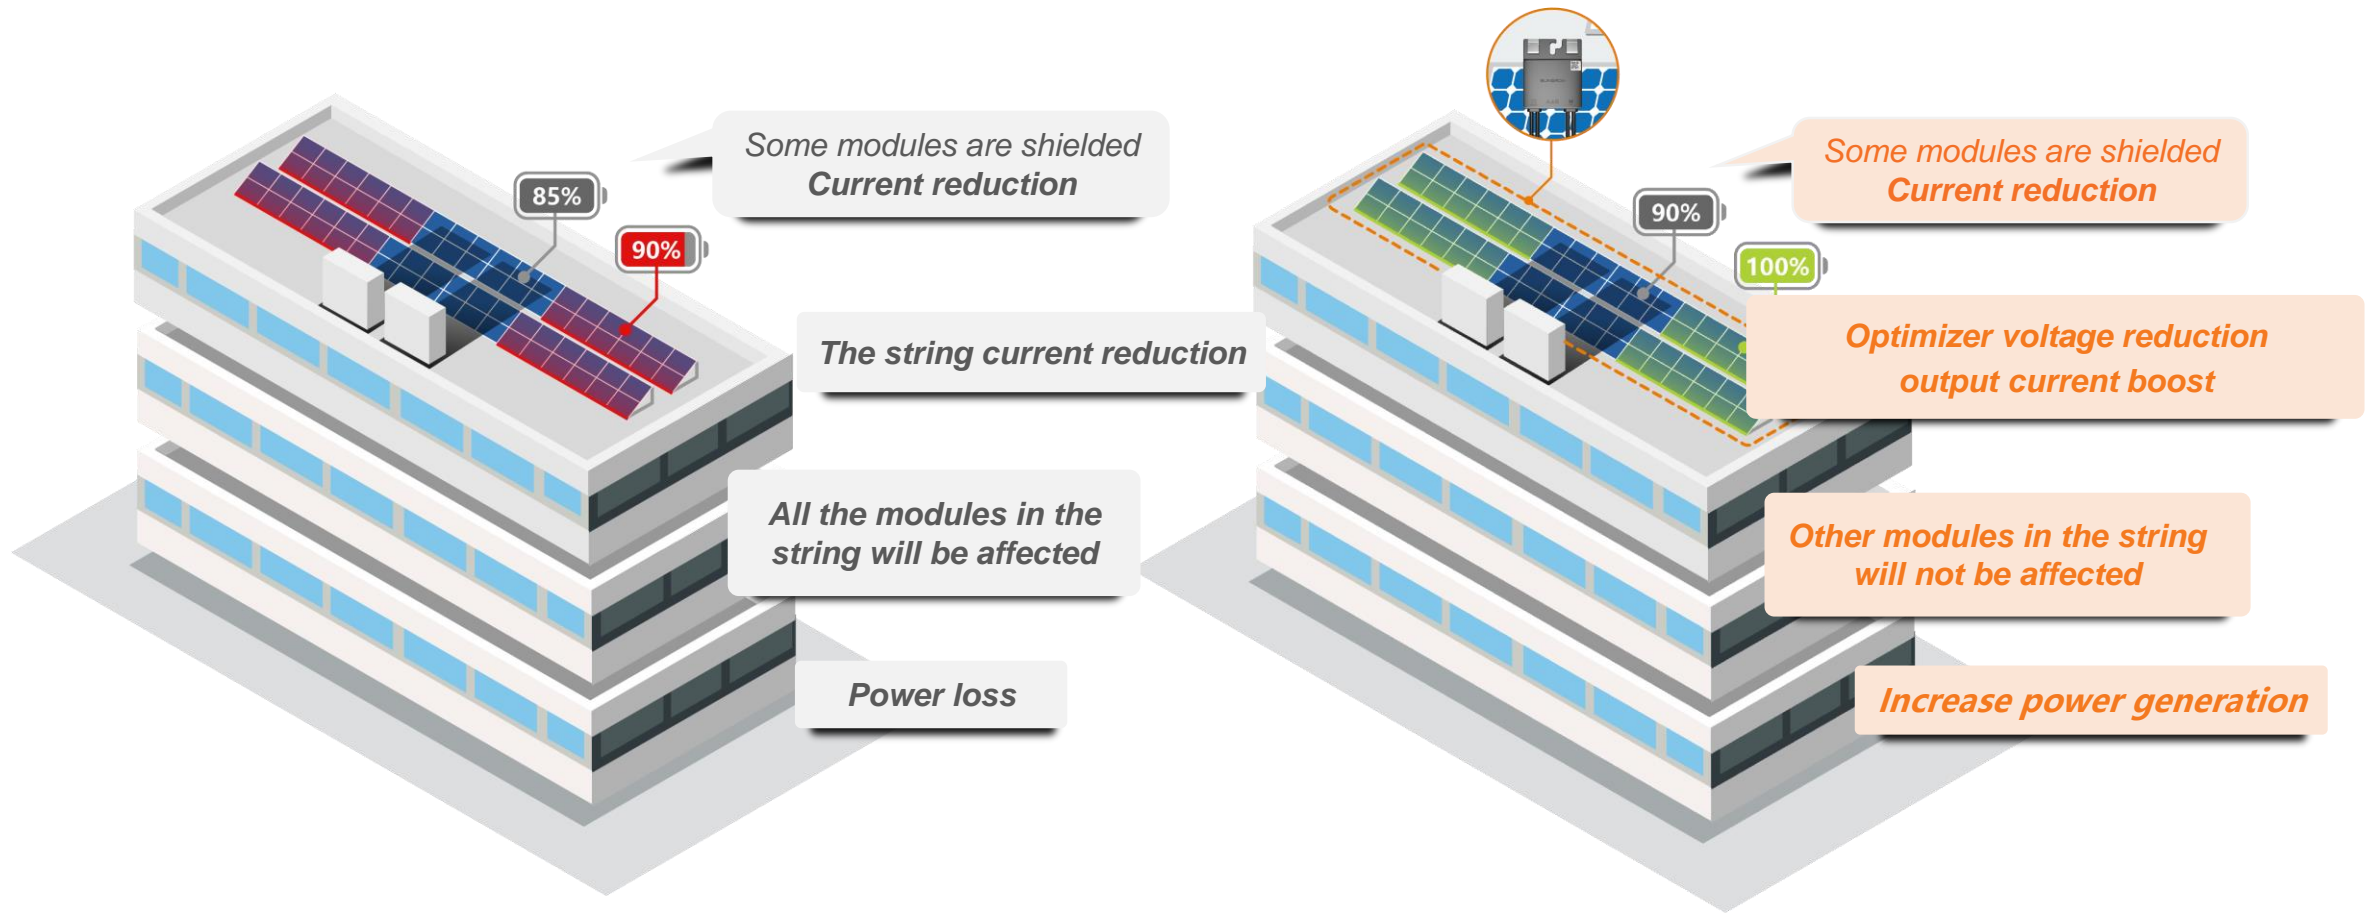 Some modules are shielded
Current reduction
85%
90%
The string current reduction
All the modules in the
string will be affected
Power loss
Some modules are shielded
Current reduction
90%
100%
Optimizer voltage reduction
output current boost
Other modules in the string
will not be affected
Increase power generation